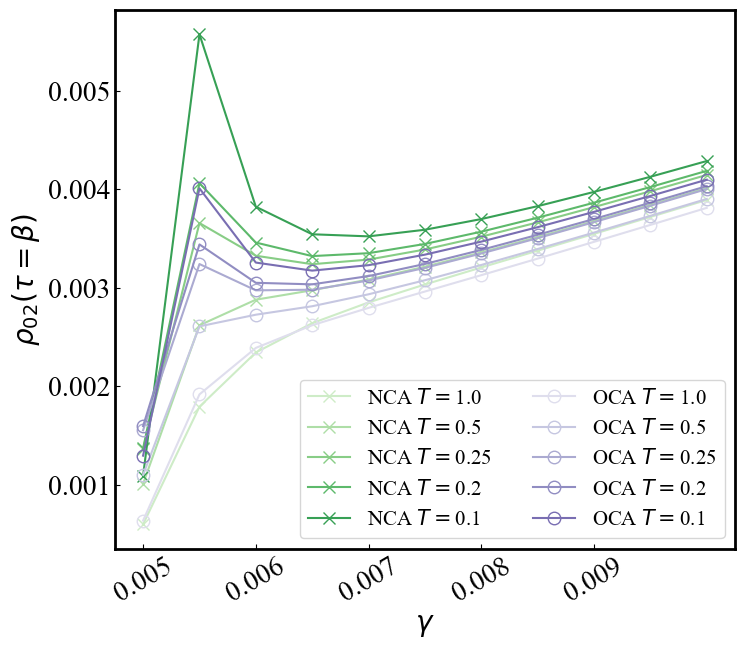 0.005
0.004
0.003
0.002
0.001
ρ₀₂(τ = β)
NCA T = 1.0
NCA T = 0.5
NCA T = 0.25
NCA T = 0.2
NCA T = 0.1
OCA T = 1.0
OCA T = 0.5
OCA T = 0.25
OCA T = 0.2
OCA T = 0.1
0.005 0.006 0.007 0.008 0.009
γ